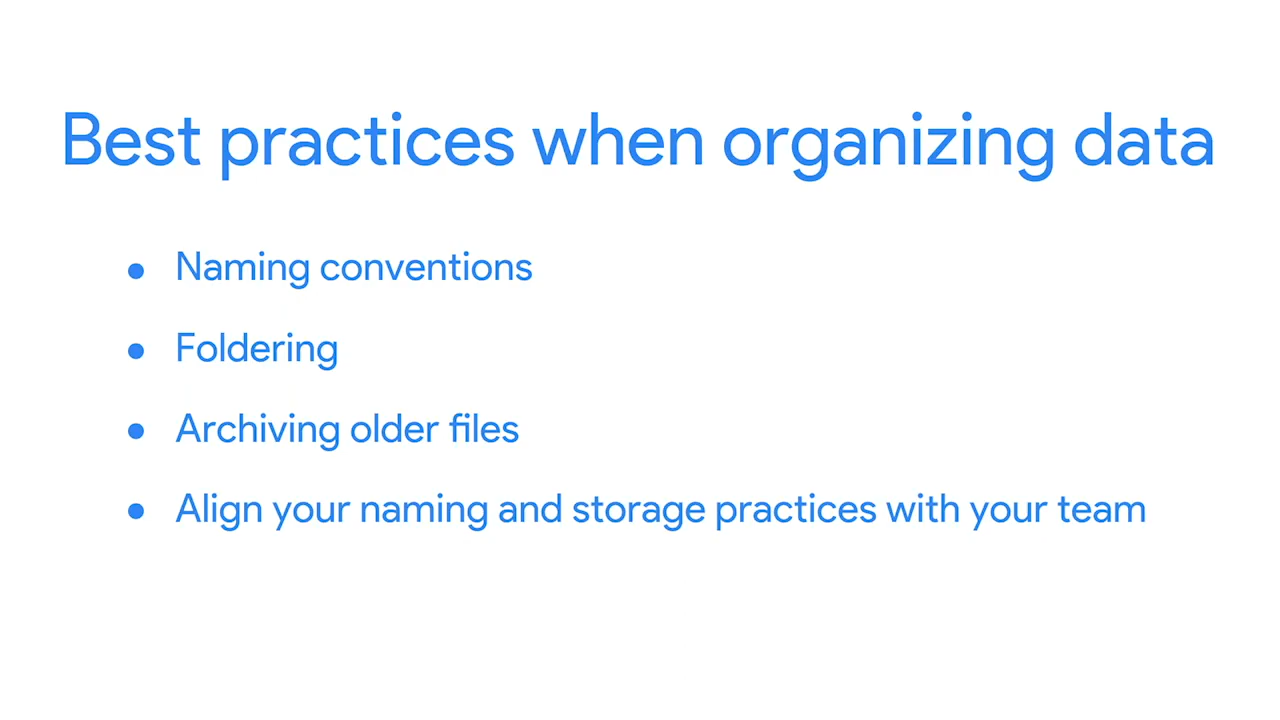 Best practices when organizing data
● Naming conventions
● Foldering
● Archiving older files
● Align your naming and storage practices with your team